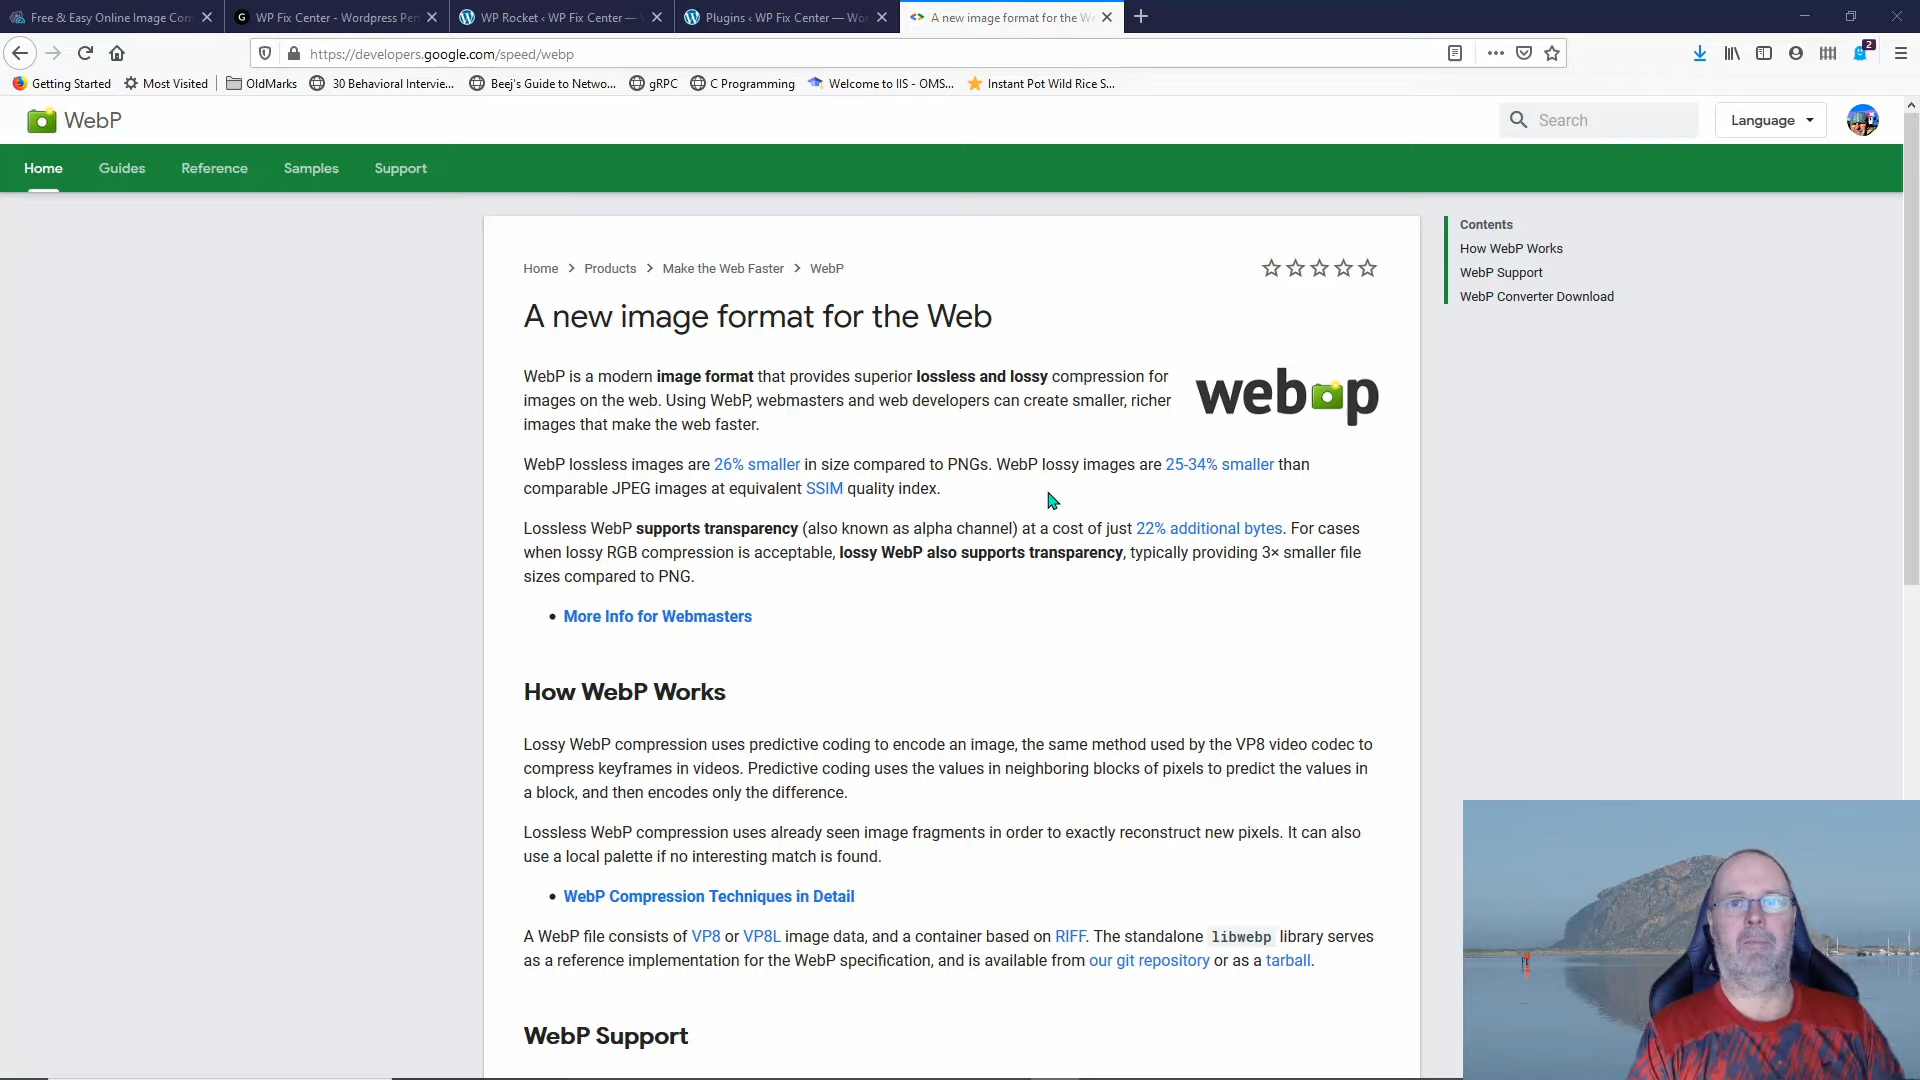 Free & Easy Online Image Com
WP Fix Center - Wordpress Per
WP Rocket ‹ WP Fix Center —
Plugins ‹ WP Fix Center — Wor
A new image format for the We
https://developers.google.com/speed/webp
2
Getting Started
Most Visited
OldMarks
30 Behavioral Intervie...
Beej's Guide to Netwo...
gRPC
C Programming
Welcome to IIS - OMS...
Instant Pot Wild Rice S...
WebP
Search
Language
Home
Guides
Reference
Samples
Support
Home > Products > Make the Web Faster > WebP
A new image format for the Web
WebP is a modern image format that provides superior lossless and lossy compression for
images on the web. Using WebP, webmasters and web developers can create smaller, richer
images that make the web faster.
webp
WebP lossless images are 26% smaller in size compared to PNGs. WebP lossy images are 25-34% smaller than
comparable JPEG images at equivalent SSIM quality index.
Lossless WebP supports transparency (also known as alpha channel) at a cost of just 22% additional bytes. For cases
when lossy RGB compression is acceptable, lossy WebP also supports transparency, typically providing 3× smaller file
sizes compared to PNG.
• More Info for Webmasters
How WebP Works
Lossy WebP compression uses predictive coding to encode an image, the same method used by the VP8 video codec to
compress keyframes in videos. Predictive coding uses the values in neighboring blocks of pixels to predict the values in
a block, and then encodes only the difference.
Lossless WebP compression uses already seen image fragments in order to exactly reconstruct new pixels. It can also
use a local palette if no interesting match is found.
• WebP Compression Techniques in Detail
A WebP file consists of VP8 or VP8L image data, and a container based on RIFF. The standalone libwebp library serves
as a reference implementation for the WebP specification, and is available from our git repository or as a tarball.
WebP Support
Contents
How WebP Works
WebP Support
WebP Converter Download